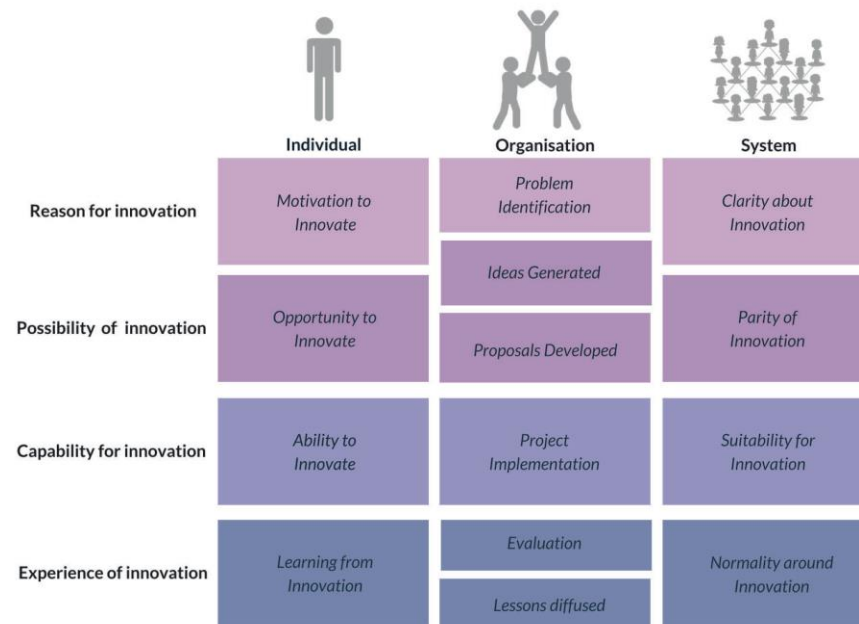 Individual
Organisation
System
Reason for innovation
Motivation to
Innovate
Problem
Identification
Clarity about
Innovation
Ideas Generated
Possibility of innovation
Opportunity to
Innovate
Proposals Developed
Parity of
Innovation
Capability for innovation
Ability to
Innovate
Project
Implementation
Suitability for
Innovation
Experience of innovation
Learning from
Innovation
Evaluation
Lessons diffused
Normality around
Innovation